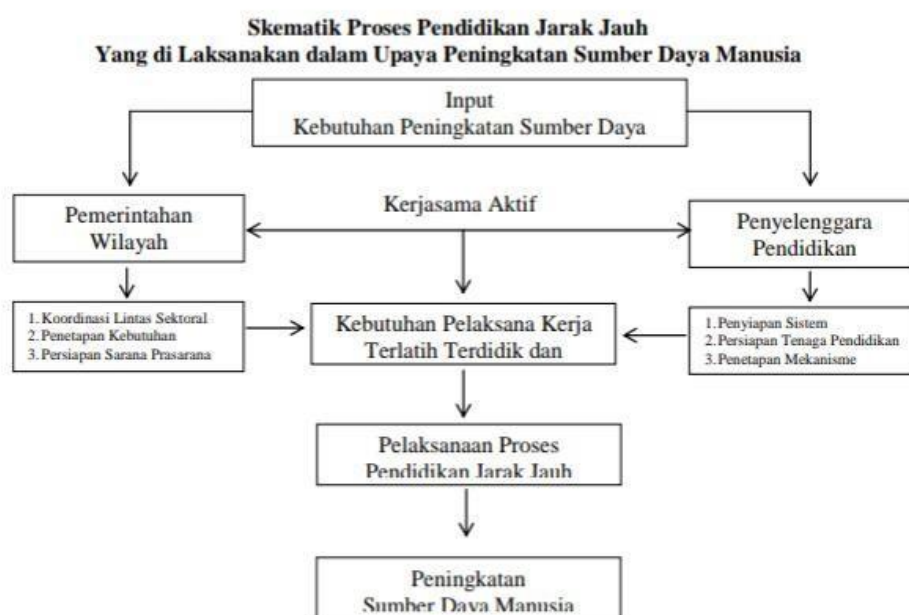 Skematik Proses Pendidikan Jarak Jauh
Yang di Laksanakan dalam Upaya Peningkatan Sumber Daya Manusia
Input
Kebutuhan Peningkatan Sumber Daya
Pemerintahan
Wilayah
Kerjasama Aktif
Penyelenggara
Pendidikan
1. Koordinasi Lintas Sektoral
2. Penetapan Kebutuhan
3. Persiapan Sarana Prasarana
Kebutuhan Pelaksana Kerja
Terlatih Terdidik dan
1. Penyiapan Sistem
2. Persiapan Tenaga Pendidikan
3. Penetapan Mekanisme
Pelaksanaan Proses
Pendidikan Jarak Jauh
Peningkatan
Sumber Daya Manusia